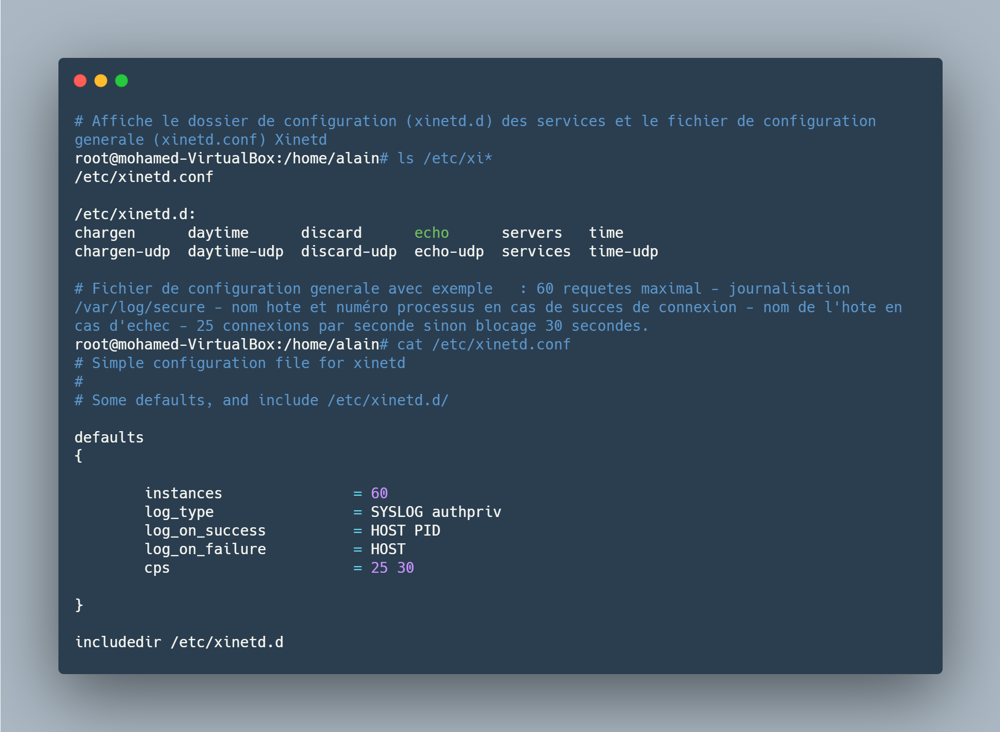 # Affiche le dossier de configuration (xinetd.d) des services et le fichier de configuration
generale (xinetd.conf) Xinetd
root@mohamed-VirtualBox:/home/alain# ls /etc/xi*
/etc/xinetd.conf
/etc/xinetd.d:
chargen      daytime      discard      echo      servers   time
chargen-udp  daytime-udp  discard-udp  echo-udp  services  time-udp
# Fichier de configuration generale avec exemple   : 60 requetes maximal - journalisation
/var/log/secure - nom hote et numéro processus en cas de succes de connexion - nom de l'hote en
cas d'echec - 25 connexions par seconde sinon blocage 30 secondes.
root@mohamed-VirtualBox:/home/alain# cat /etc/xinetd.conf
# Simple configuration file for xinetd
#
# Some defaults, and include /etc/xinetd.d/
defaults
{
        instances               = 60
        log_type                = SYSLOG authpriv
        log_on_success          = HOST PID
        log_on_failure          = HOST
        cps                     = 25 30
}
includedir /etc/xinetd.d